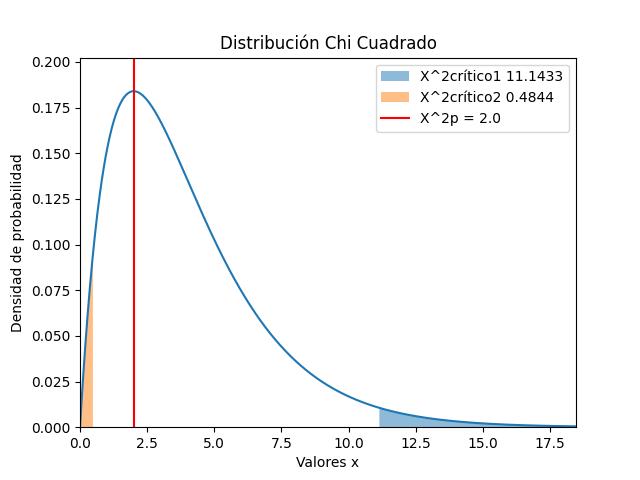 Distribución Chi Cuadrado
X^2crítico1 11.1433
X^2crítico2 0.4844
X^2p = 2.0
Densidad de probabilidad
0.200
0.175
0.150
0.125
0.100
0.075
0.050
0.025
0.000
0.0 2.5 5.0 7.5 10.0 12.5 15.0 17.5
Valores x